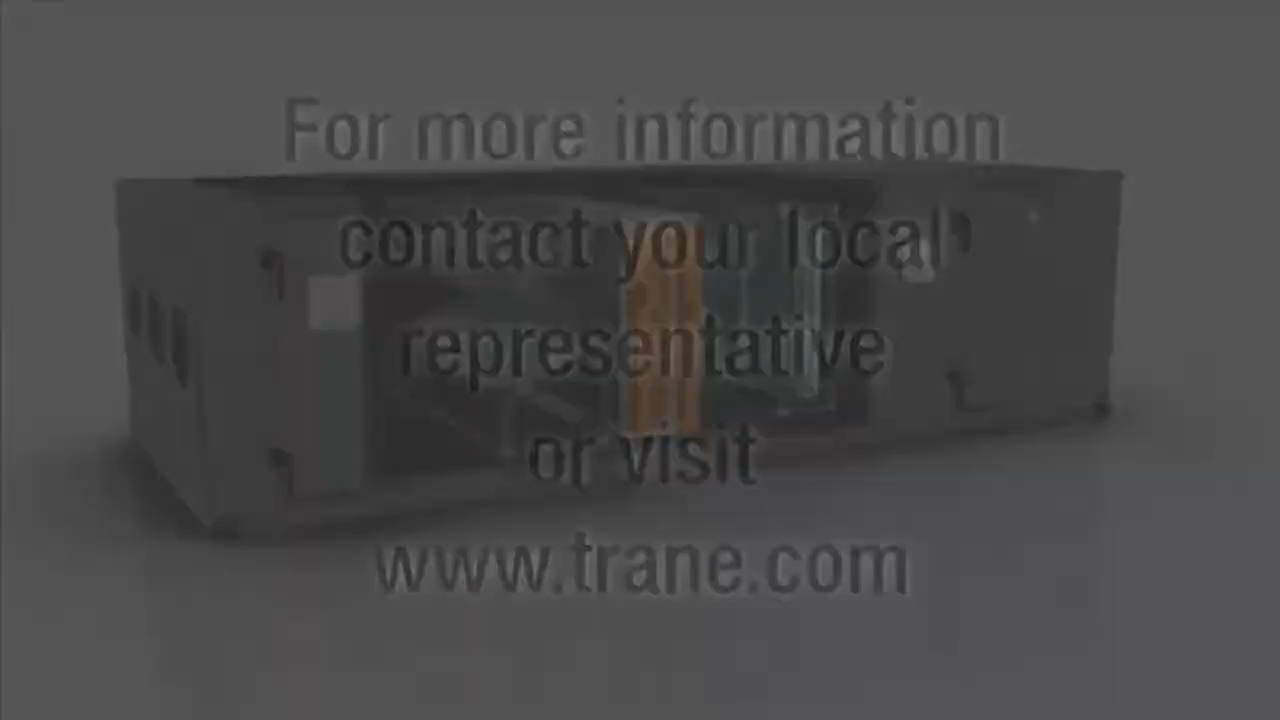 For more information
contact your local
representative
or visit
www.trane.com